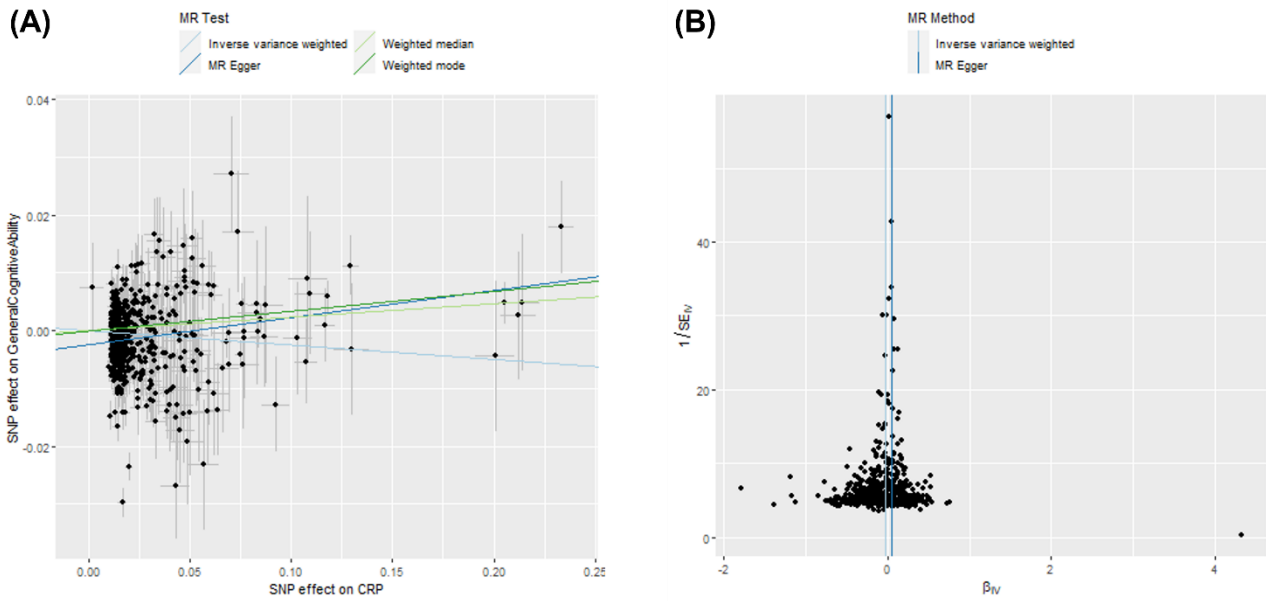 (A)
MR Test
Inverse variance weighted
Weighted median
MR Egger
Weighted mode
0.04
0.02
0.00
-0.02
SNP effect on GeneralCognitiveAbility
0.00
0.05
0.10
0.15
0.20
0.25
SNP effect on CRP
(B)
MR Method
Inverse variance weighted
MR Egger
40
20
0
1 / SEIV
-2
0
2
4
βIV